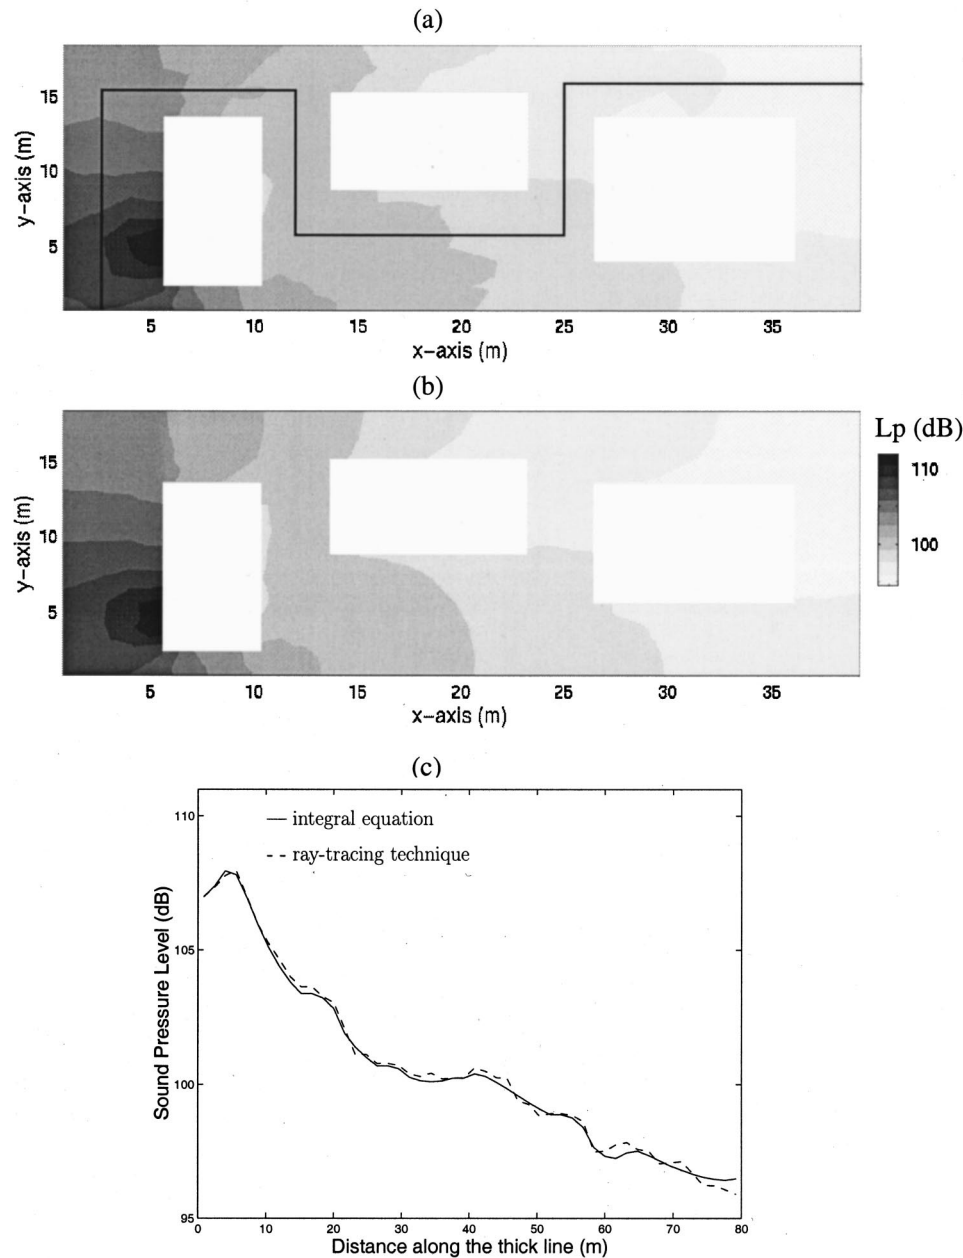 (a)
y-axis (m)
15
10
5
5 10 15 20 25 30 35
x-axis (m)
(b)
y-axis (m)
15
10
5
5 10 15 20 25 30 35
x-axis (m)
Lp (dB)
110
100
(c)
Sound Pressure Level (dB)
110
105
100
95
integral equation
ray-tracing technique
0 10 20 30 40 50 60 70 80
Distance along the thick line (m)